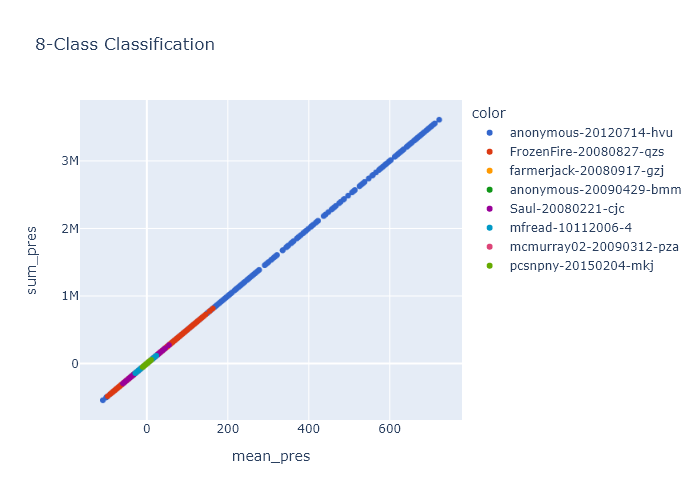 8-Class Classification
color
anonymous-20120714-hvu
FrozenFire-20080827-qzs
farmerjack-20080917-gzj
anonymous-20090429-bmm
Saul-20080221-cjc
mfread-10112006-4
mcmurray02-20090312-pza
pcsnpny-20150204-mkj
sum_pres
3M
2M
1M
0
0
200
400
600
mean_pres